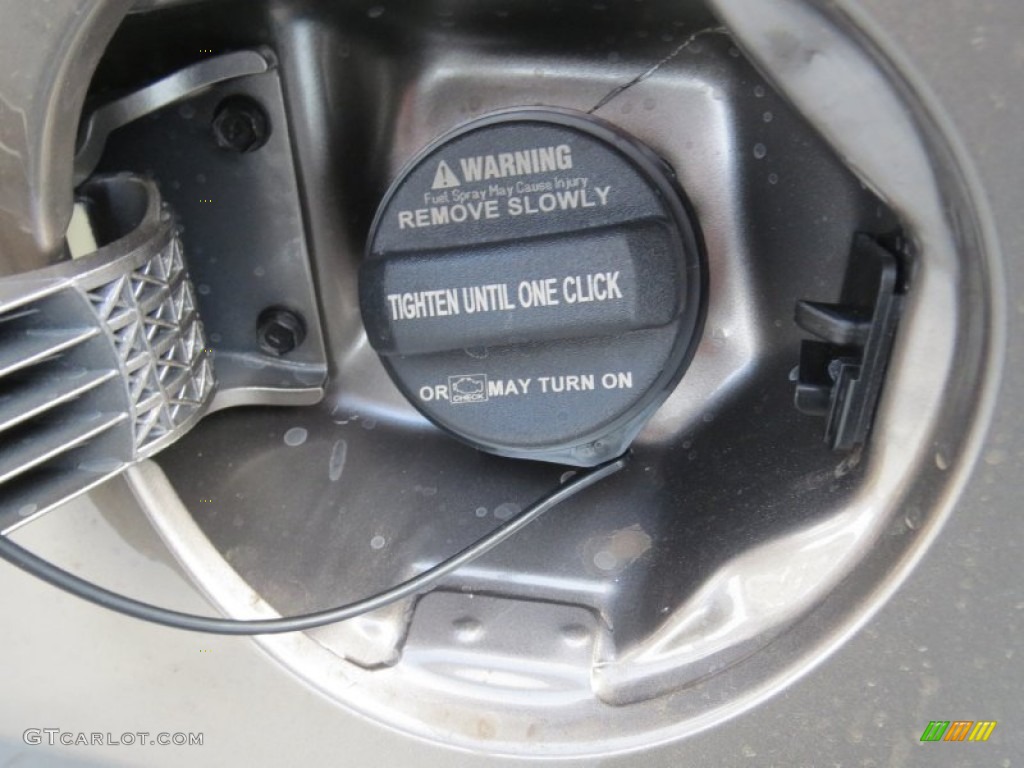 WARNING
Fuel Spray May Cause Injury
REMOVE SLOWLY
TIGHTEN UNTIL ONE CLICK
OR CHECK MAY TURN ON
GTCARLOT.COM